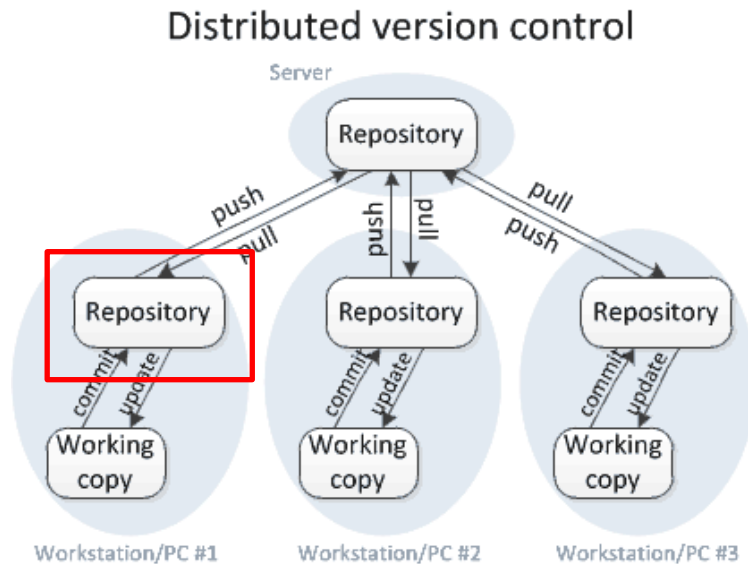 Distributed version control
Server
Repository
push
pull
push
pull
pull
push
Repository
Repository
Repository
commit
update
commit
update
commit
update
Working
copy
Working
copy
Working
copy
Workstation/PC #1
Workstation/PC #2
Workstation/PC #3